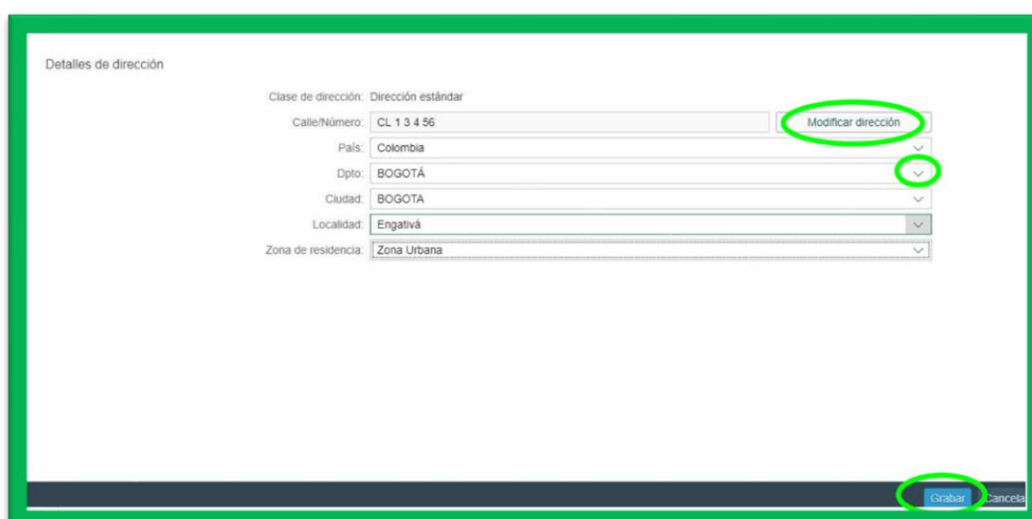 Detalles de dirección
Clase de dirección: Dirección estándar
Calle/Número: CL 1 3 4 56 Modificar dirección
País: Colombia
Dpto: BOGOTÁ
Ciudad: BOGOTA
Localidad: Engativá
Zona de residencia: Zona Urbana
Grabar Cancela